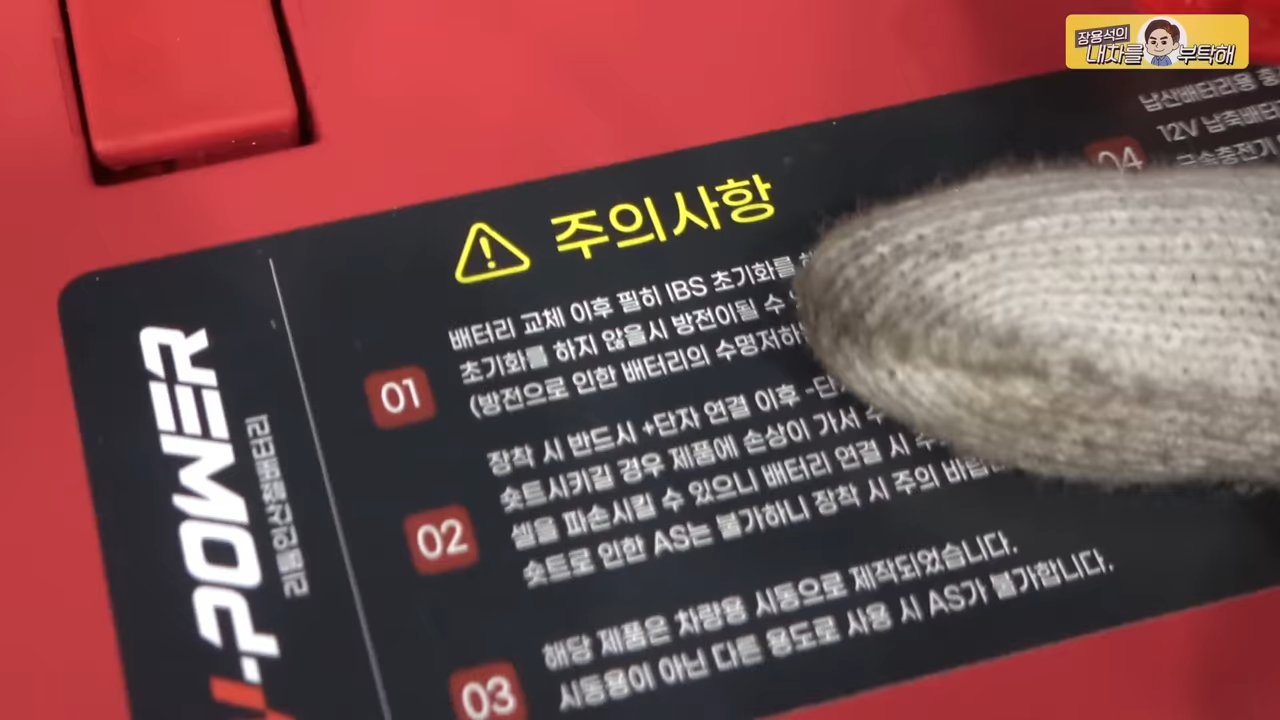 장용석의
내차를 부탁해
주의사항
01
배터리 교체 이후 필히 IBS 초기화를
초기화를 하지 않을시 방전이될 수
(방전으로 인한 배터리의 수명저하
02
장착 시 반드시 +단자 연결 이후
숏트시키길 경우 제품에 손상이 가서
셀을 파손시킬 수 있으니 배터리 연결 시
숏트로 인한 AS는 불가하니 장착 시 주의
03
해당 제품은 차량용 시동으로 제작되었습니다.
시동용이 아닌 다른 용도로 사용 시 AS가 불가합니다.
04
납산배터리용
12V
-POWER
리튬인산철배터리